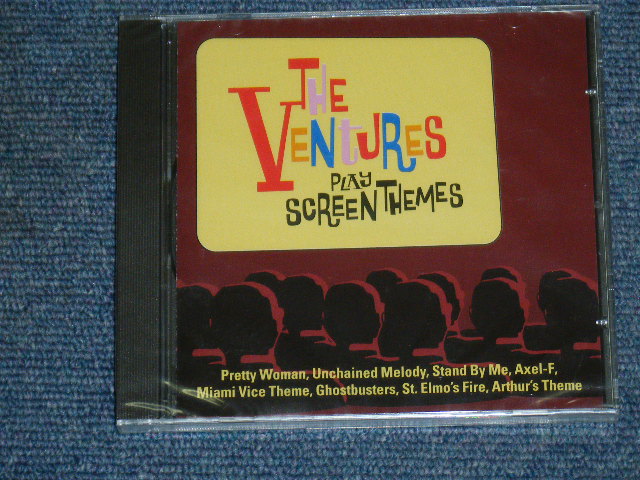 THE
VENTURES
PLAY
SCREEN THEMES
Pretty Woman, Unchained Melody, Stand By Me, Axel-F,
Miami Vice Theme, Ghostbusters, St. Elmo's Fire, Arthur's Theme